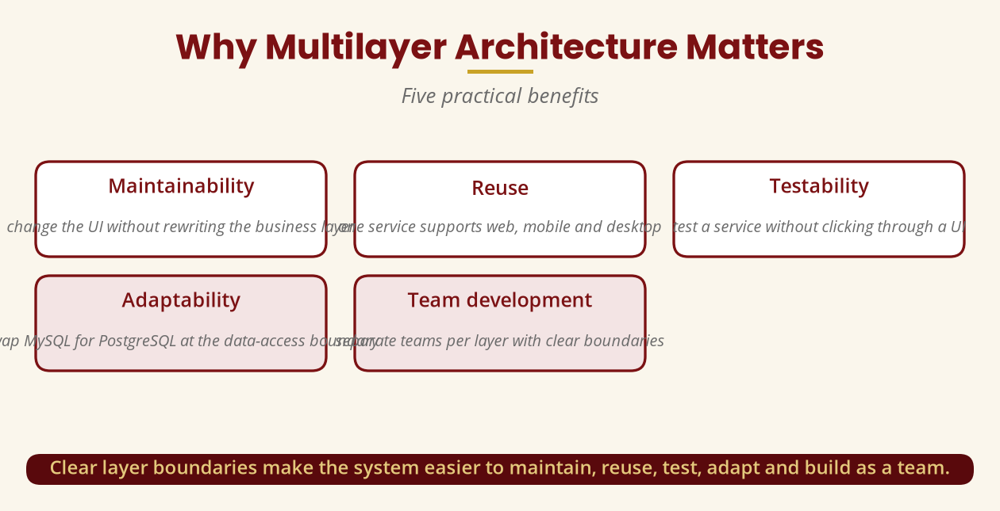 Why Multilayer Architecture Matters
Five practical benefits
Maintainability
change the UI without rewriting the business layer
Reuse
one service supports web, mobile and desktop
Testability
test a service without clicking through a UI
Adaptability
MySQL for PostgreSQL at the data-access boundary
Team development
separate teams per layer with clear boundaries
Clear layer boundaries make the system easier to maintain, reuse, test, adapt and build as a team.